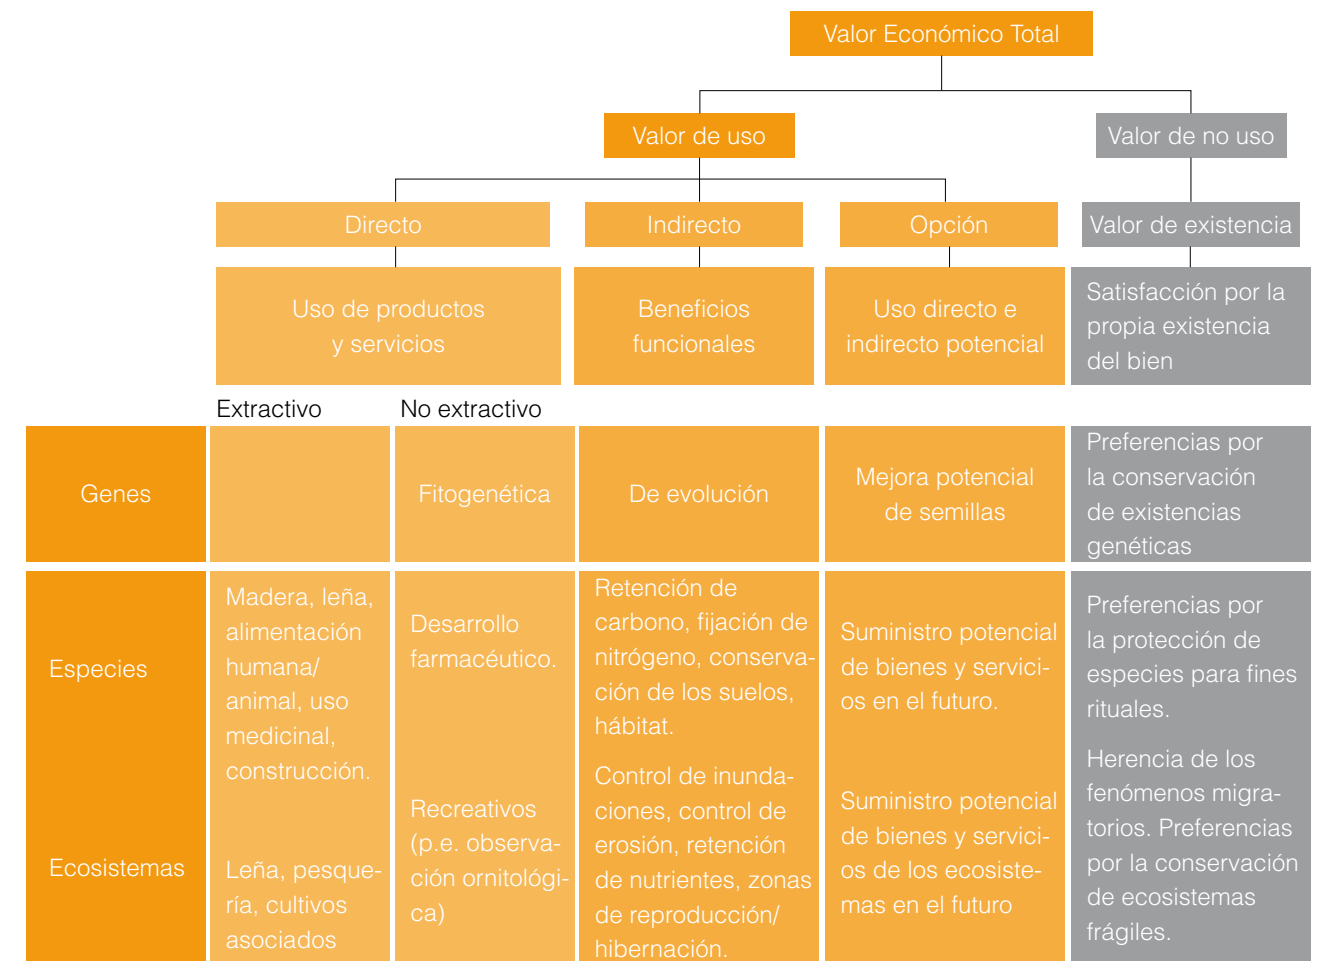 Valor Económico Total
Valor de uso
Valor de no uso
Directo
Indirecto
Opción
Valor de existencia
Uso de productos
y servicios
Beneficios
funcionales
Uso directo e
indirecto potencial
Satisfacción por la
propia existencia
del bien
Extractivo
No extractivo
Genes
Fitogenética
De evolución
Mejora potencial
de semillas
Preferencias por
la conservación
de existencias
genéticas
Especies
Madera, leña,
alimentación
humana/
animal, uso
medicinal,
construcción.
Desarrollo
farmacéutico.
Retención de
carbono, fijación de
nitrógeno, conserva-
ción de los suelos,
hábitat.
Suministro potencial
de bienes y servici-
os en el futuro.
Preferencias por
la protección de
especies para fines
rituales.
Ecosistemas
Leña, pesque-
ría, cultivos
asociados
Recreativos
(p.e. observa-
ción ornitológi-
ca)
Control de inunda-
ciones, control de
erosión, retención
de nutrientes, zonas
de reproducción/
hibernación.
Suministro potencial
de bienes y servici-
os de los ecosiste-
mas en el futuro
Herencia de los
fenómenos migra-
torios. Preferencias
por la conservación
de ecosistemas
frágiles.